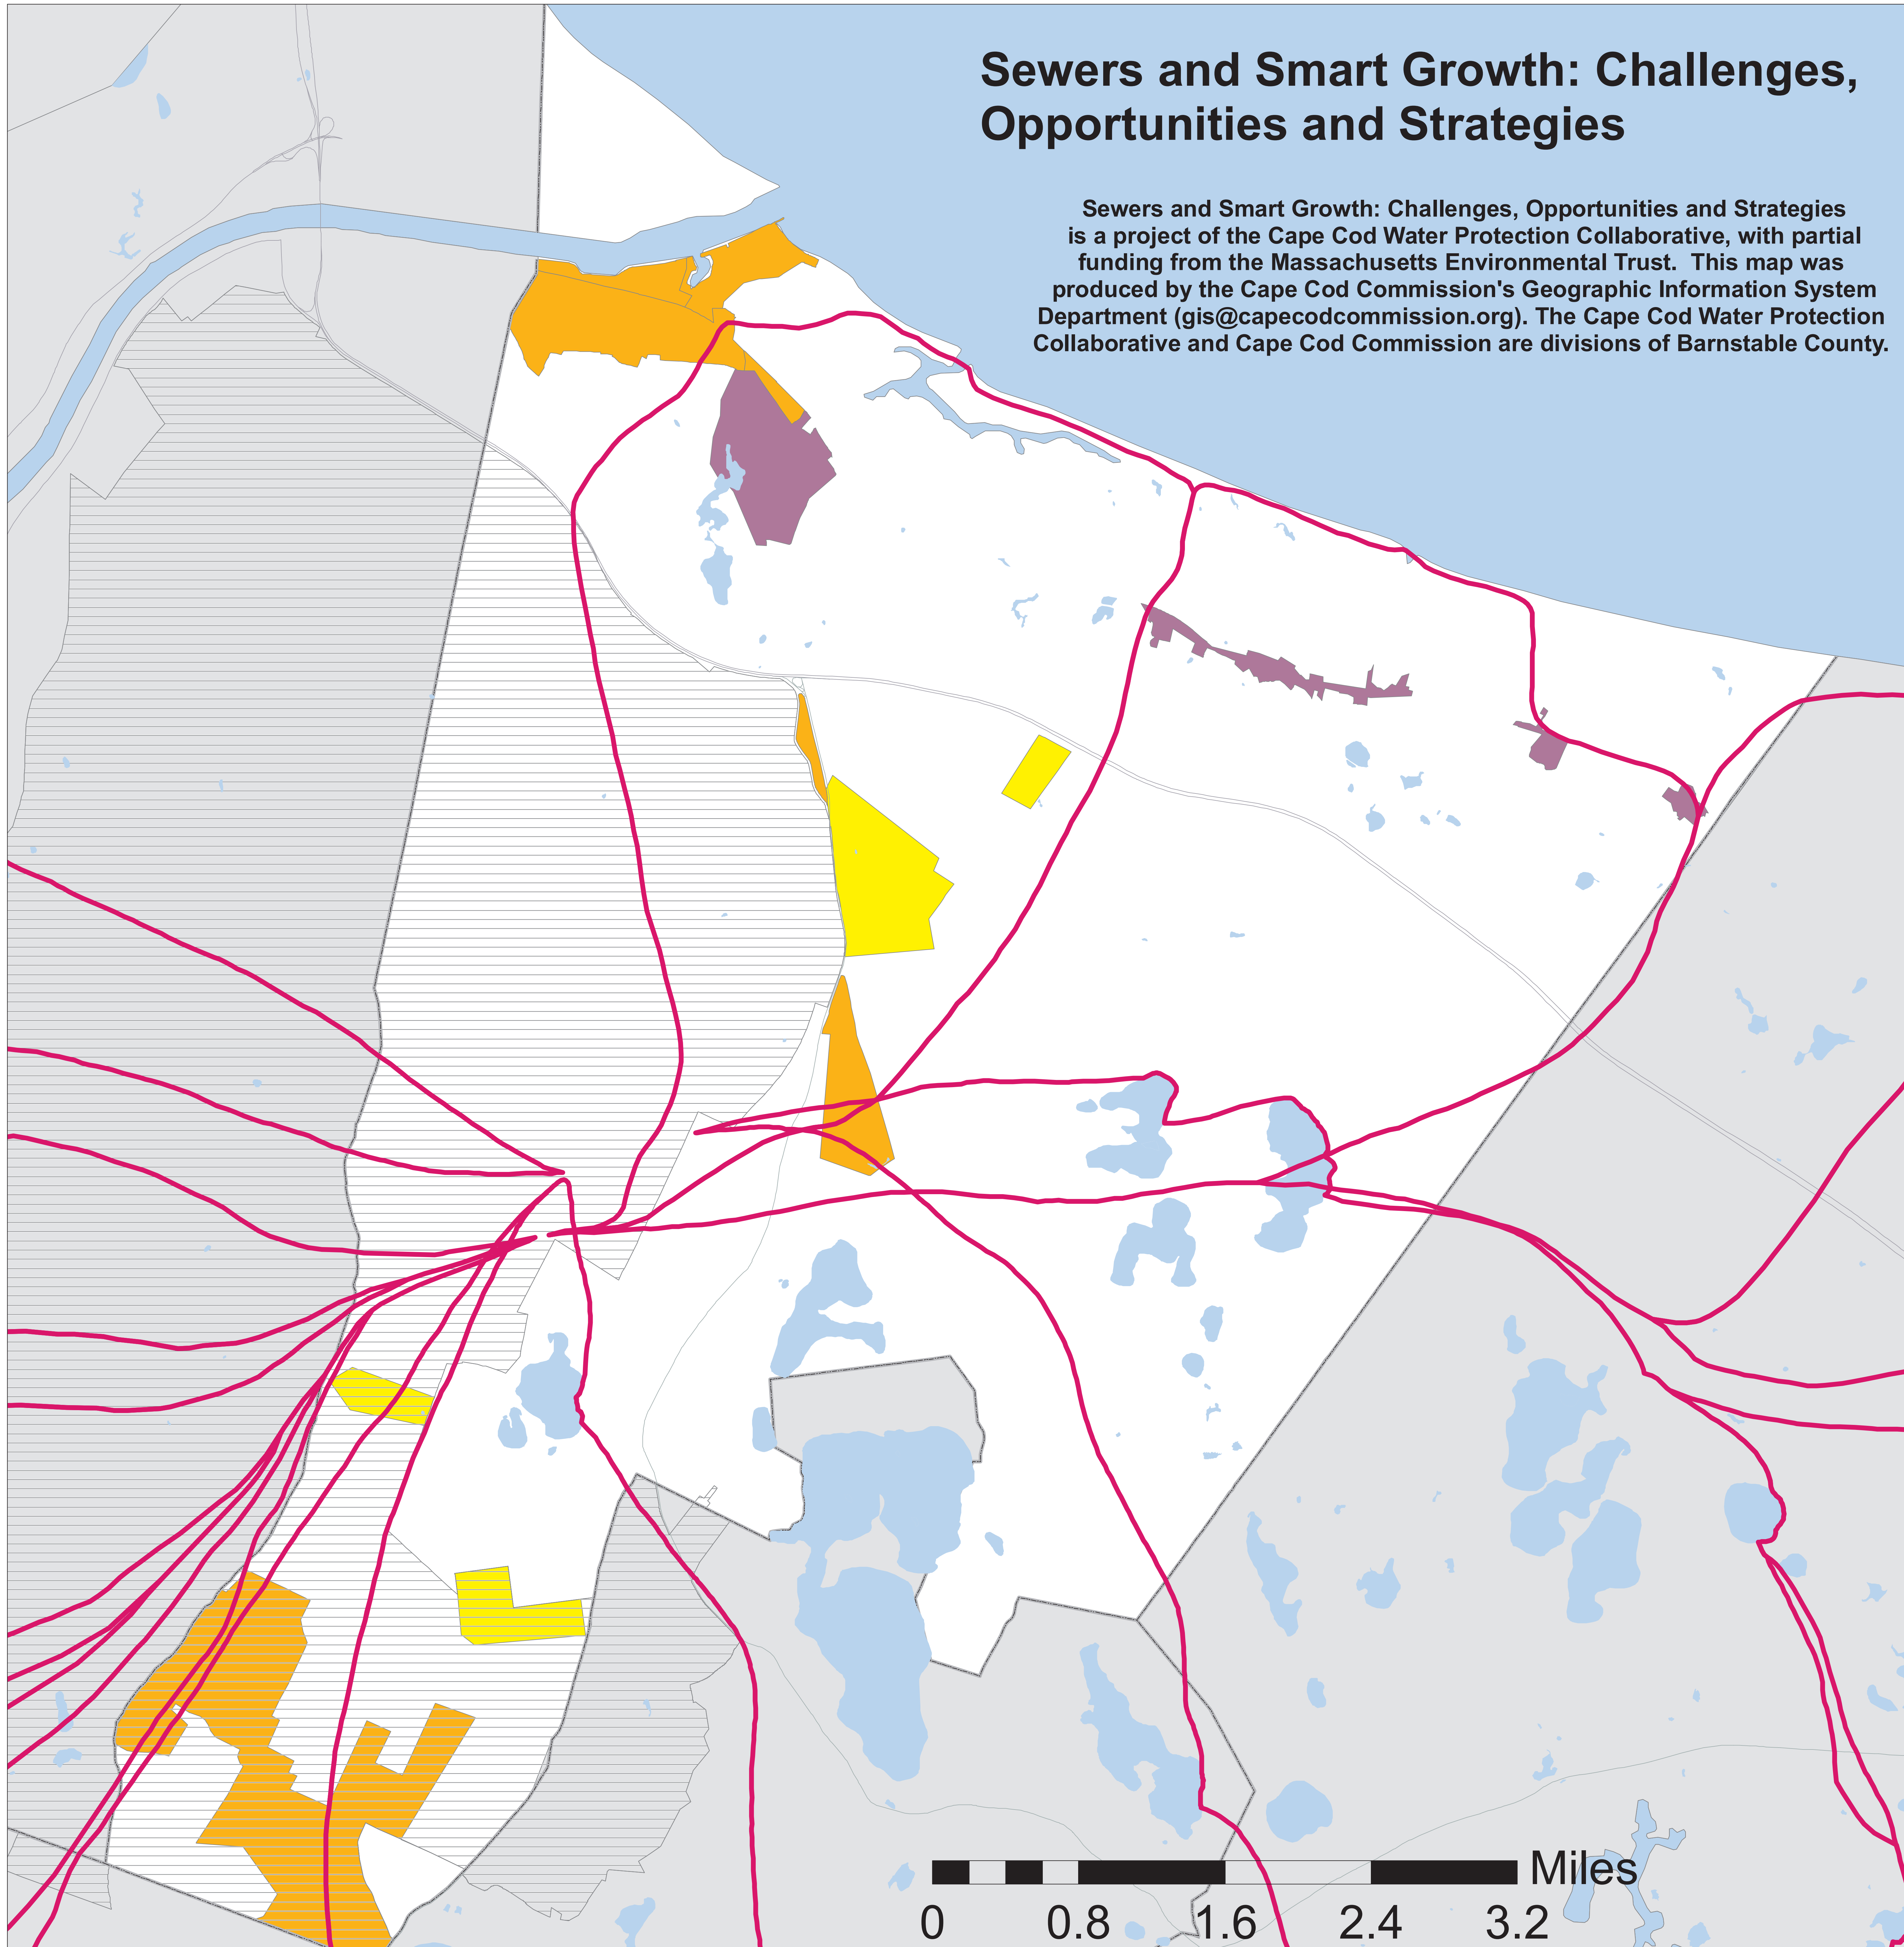 Sewers and Smart Growth: Challenges,
Opportunities and Strategies
Sewers and Smart Growth: Challenges, Opportunities and Strategies
is a project of the Cape Cod Water Protection Collaborative, with partial
funding from the Massachusetts Environmental Trust.  This map was
produced by the Cape Cod Commission's Geographic Information System
Department (gis@capecodcommission.org). The Cape Cod Water Protection
Collaborative and Cape Cod Commission are divisions of Barnstable County.
Miles
0 0.8 1.6 2.4 3.2